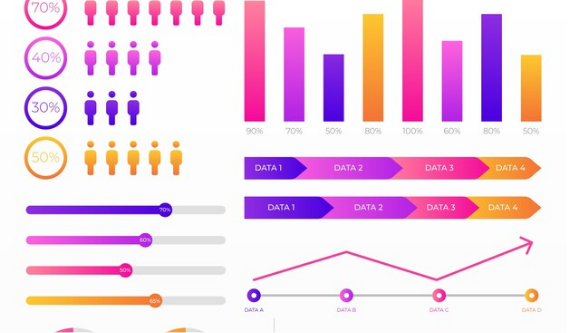 70%
40%
30%
50%
90% 70% 50% 80% 100% 60% 80% 50%
DATA 1 DATA 2 DATA 3 DATA 4
DATA 1 DATA 2 DATA 3 DATA 4
70%
60%
50%
65%
DATA A DATA B DATA C DATA D